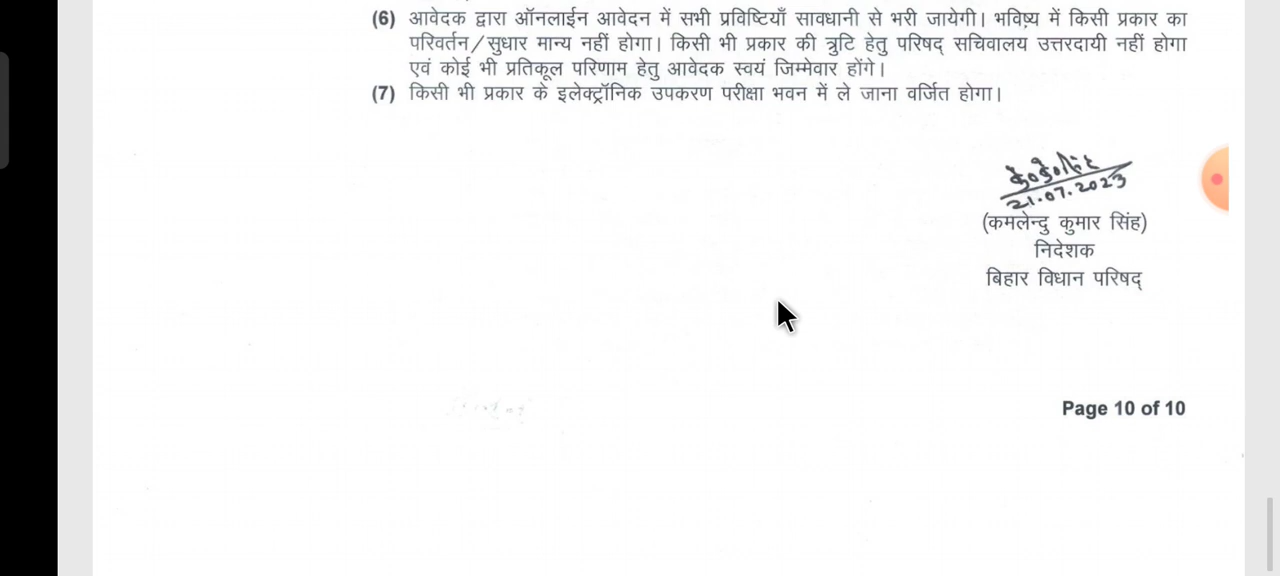 (6) आवेदक द्वारा ऑनलाईन आवेदन में सभी प्रविष्टियाँ सावधानी से भरी जायेगी। भविष्य में किसी प्रकार का
परिवर्तन/सुधार मान्य नहीं होगा। किसी भी प्रकार की त्रुटि हेतु परिषद् सचिवालय उत्तरदायी नहीं होगा
एवं कोई भी प्रतिकूल परिणाम हेतु आवेदक स्वयं जिम्मेवार होंगे।
(7) किसी भी प्रकार के इलेक्ट्रॉनिक उपकरण परीक्षा भवन में ले जाना वर्जित होगा।
21.07.2023
(कमलेन्दु कुमार सिंह)
निदेशक
बिहार विधान परिषद्
Page 10 of 10